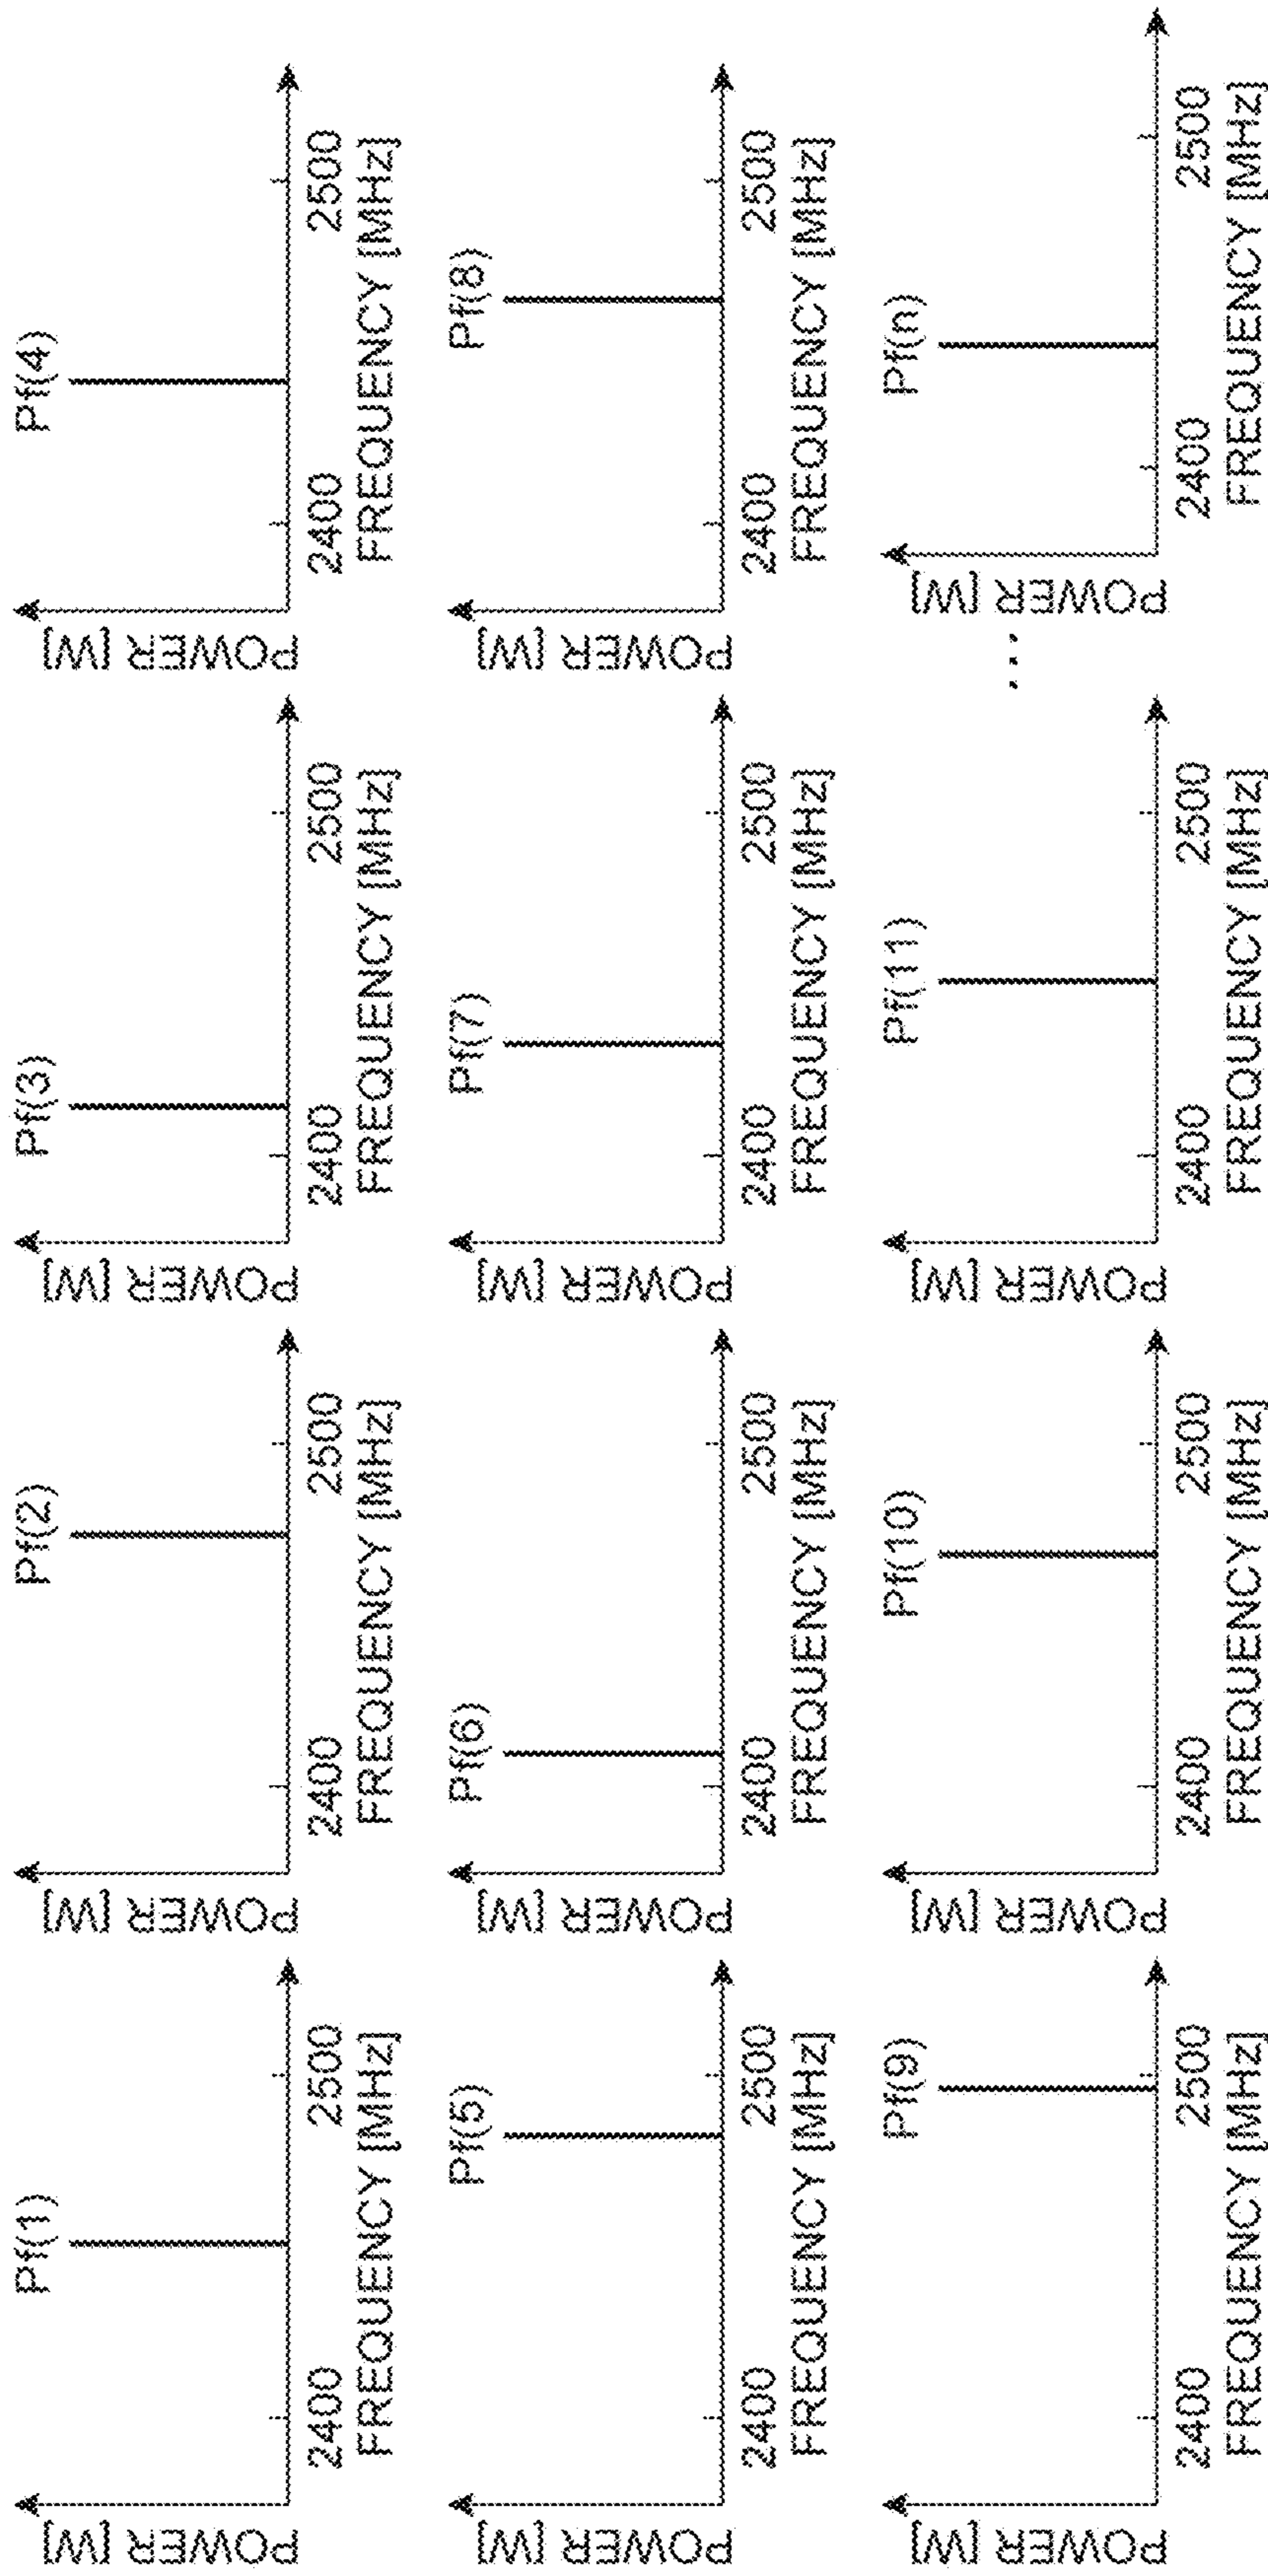 Pf(1)
POWER [W]
2400
2500
FREQUENCY [MHz]
Pf(2)
POWER [W]
2400
2500
FREQUENCY [MHz]
Pf(3)
POWER [W]
2400
2500
FREQUENCY [MHz]
Pf(4)
POWER [W]
2400
2500
FREQUENCY [MHz]
Pf(5)
POWER [W]
2400
2500
FREQUENCY [MHz]
Pf(6)
POWER [W]
2400
2500
FREQUENCY [MHz]
Pf(7)
POWER [W]
2400
2500
FREQUENCY [MHz]
Pf(8)
POWER [W]
2400
2500
FREQUENCY [MHz]
Pf(9)
POWER [W]
2400
2500
FREQUENCY [MHz]
Pf(10)
POWER [W]
2400
2500
FREQUENCY [MHz]
Pf(11)
POWER [W]
2400
2500
FREQUENCY [MHz]
...
Pf(n)
POWER [W]
2400
2500
FREQUENCY [MHz]